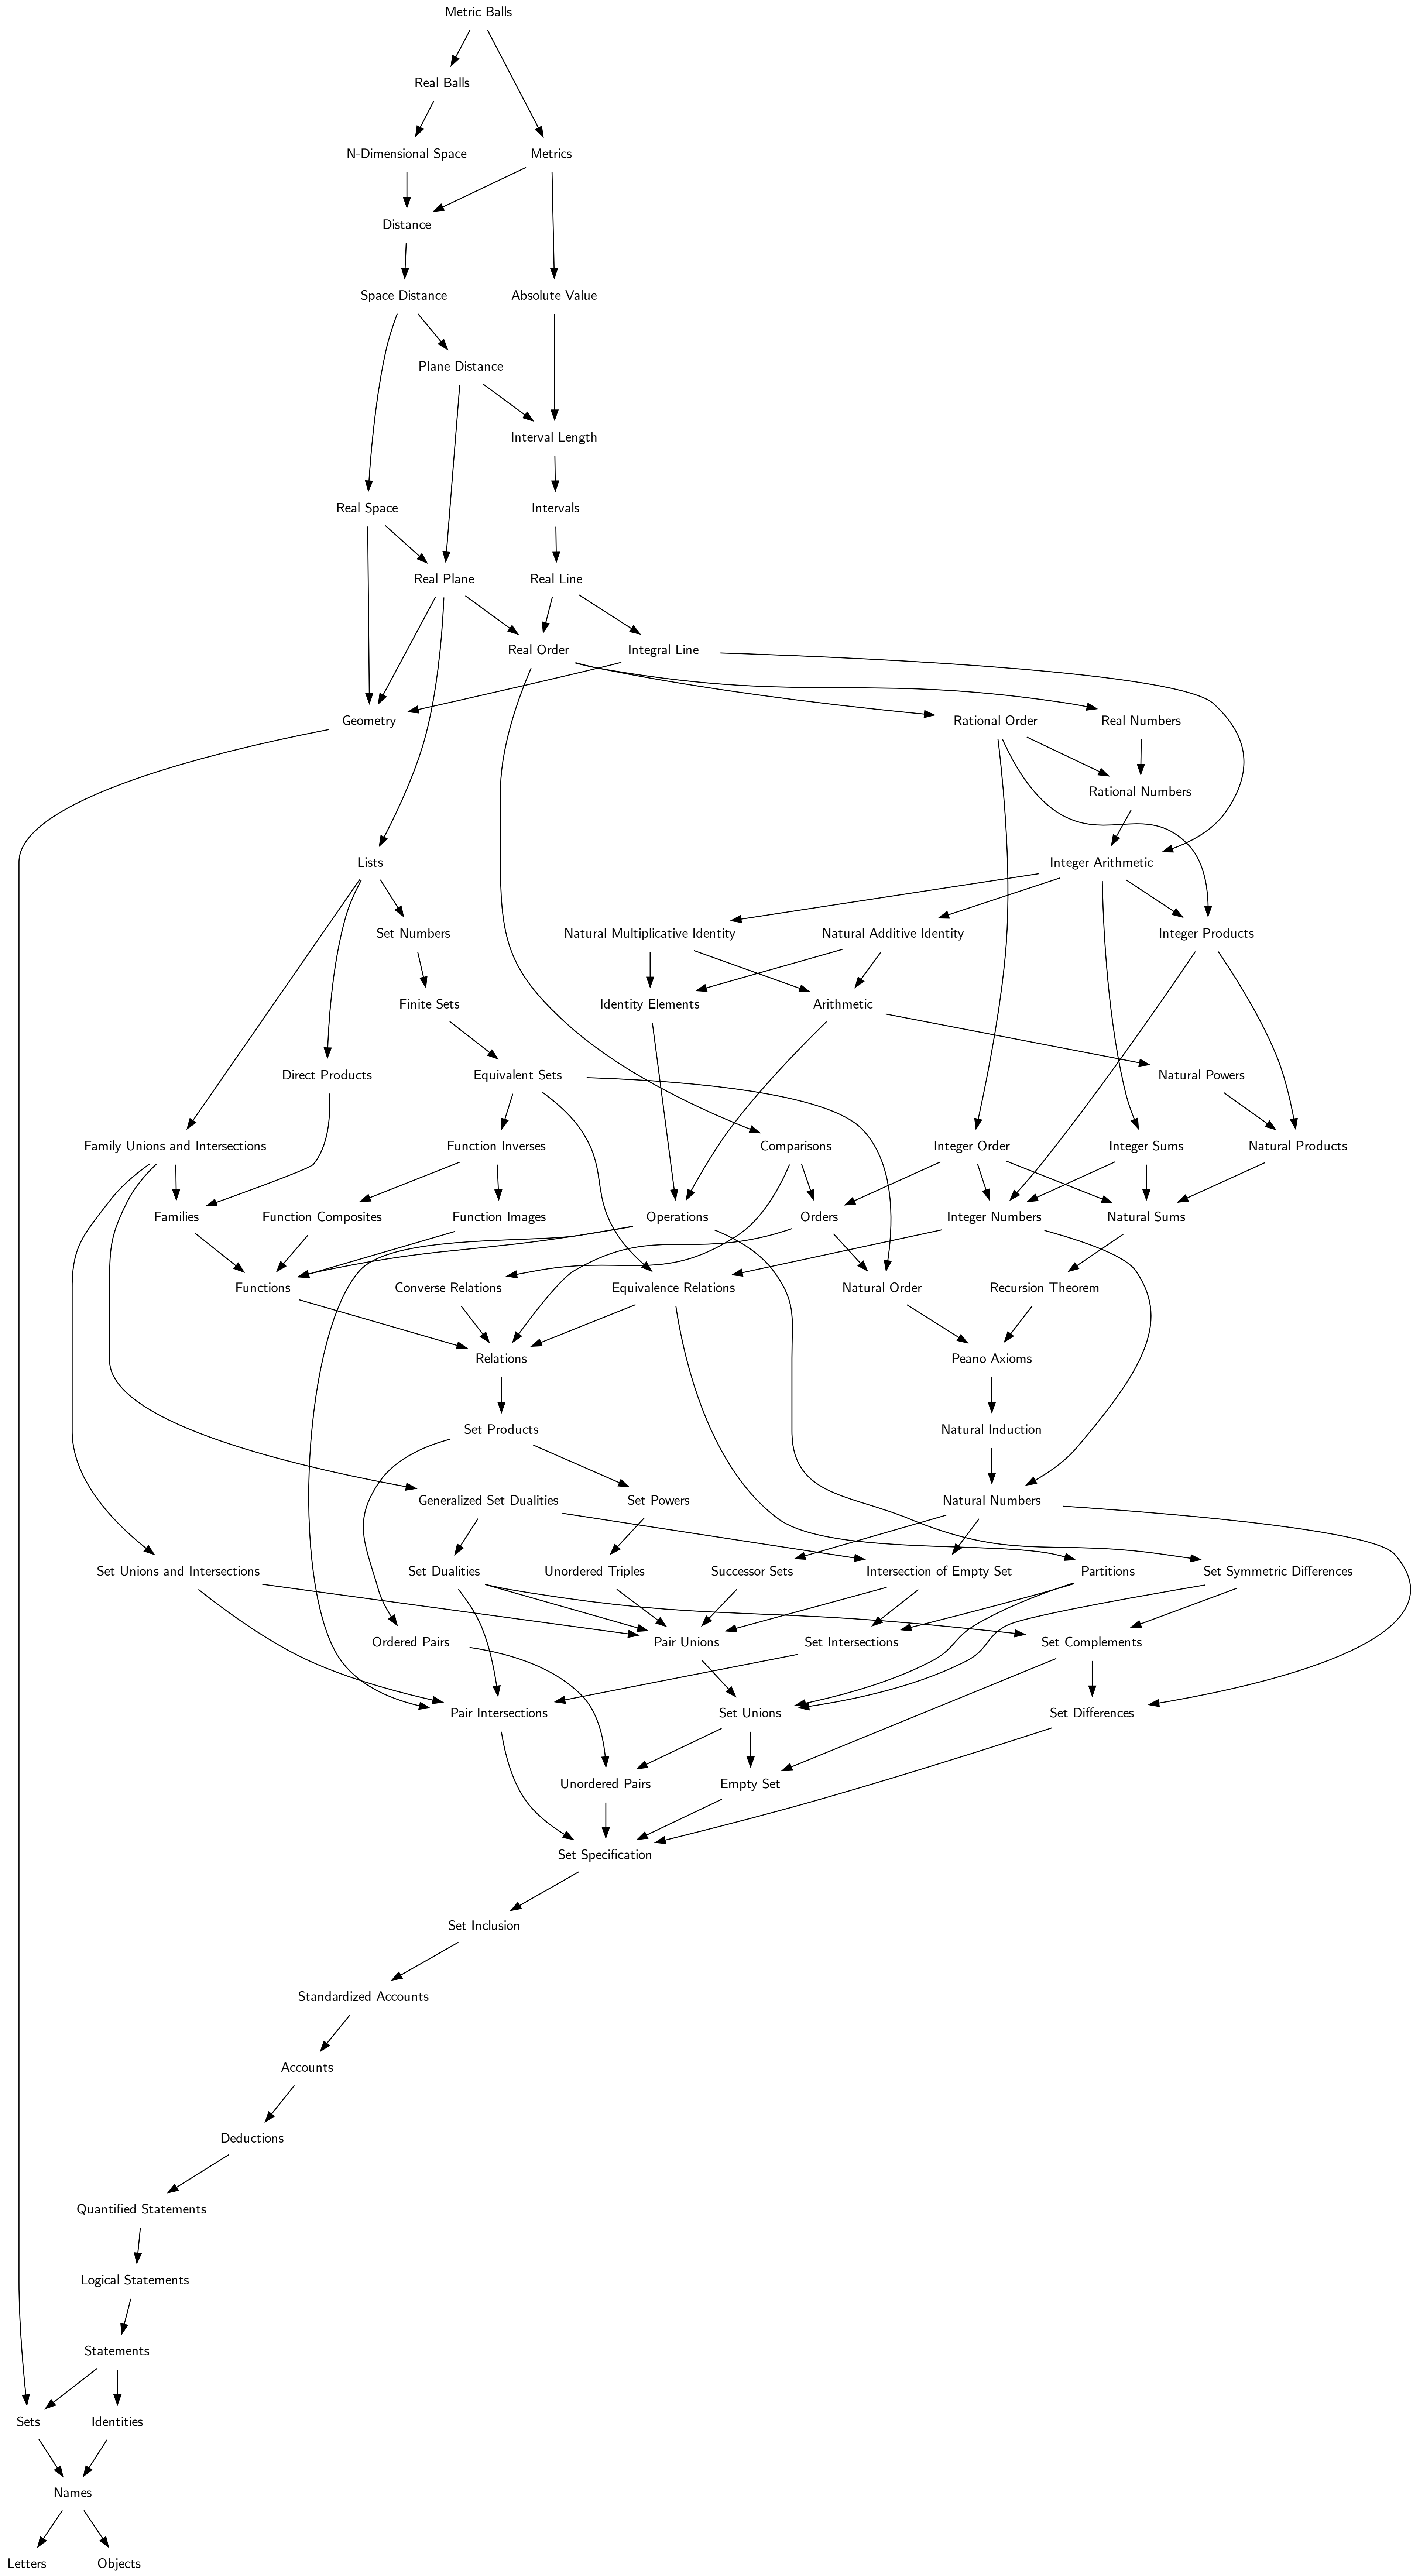 Metric Balls
Real Balls
N-Dimensional Space
Metrics
Distance
Space Distance
Absolute Value
Plane Distance
Interval Length
Real Space
Intervals
Real Plane
Real Line
Real Order
Integral Line
Geometry
Rational Order
Real Numbers
Rational Numbers
Lists
Integer Arithmetic
Set Numbers
Natural Multiplicative Identity
Natural Additive Identity
Integer Products
Finite Sets
Identity Elements
Arithmetic
Direct Products
Equivalent Sets
Natural Powers
Family Unions and Intersections
Function Inverses
Comparisons
Integer Order
Integer Sums
Natural Products
Families
Function Composites
Function Images
Operations
Orders
Integer Numbers
Natural Sums
Functions
Converse Relations
Equivalence Relations
Natural Order
Recursion Theorem
Relations
Peano Axioms
Set Products
Natural Induction
Generalized Set Dualities
Set Powers
Natural Numbers
Set Unions and Intersections
Set Dualities
Unordered Triples
Successor Sets
Intersection of Empty Set
Partitions
Set Symmetric Differences
Ordered Pairs
Pair Unions
Set Intersections
Set Complements
Pair Intersections
Set Unions
Set Differences
Unordered Pairs
Empty Set
Set Specification
Set Inclusion
Standardized Accounts
Accounts
Deductions
Quantified Statements
Logical Statements
Statements
Sets
Identities
Names
Letters
Objects